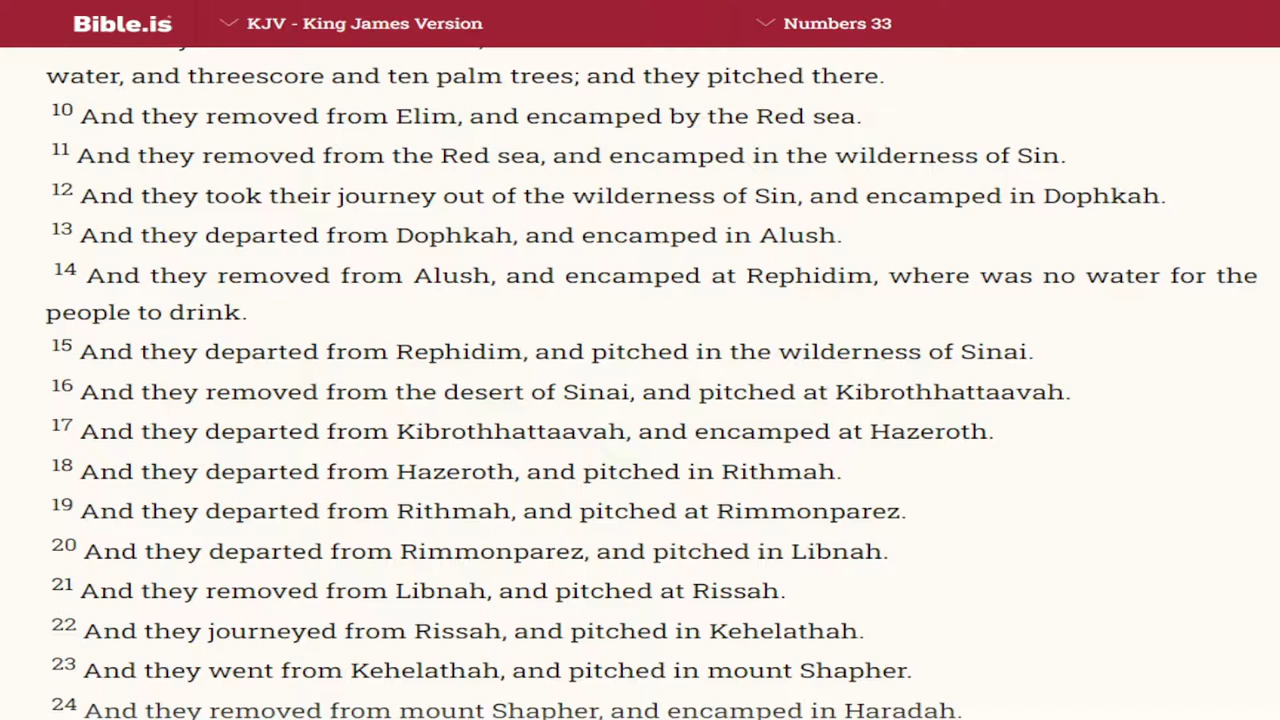 Bible.is KJV - King James Version Numbers 33
water, and threescore and ten palm trees; and they pitched there.
10 And they removed from Elim, and encamped by the Red sea.
11 And they removed from the Red sea, and encamped in the wilderness of Sin.
12 And they took their journey out of the wilderness of Sin, and encamped in Dophkah.
13 And they departed from Dophkah, and encamped in Alush.
14 And they removed from Alush, and encamped at Rephidim, where was no water for the
people to drink.
15 And they departed from Rephidim, and pitched in the wilderness of Sinai.
16 And they removed from the desert of Sinai, and pitched at Kibrothhattaavah.
17 And they departed from Kibrothhattaavah, and encamped at Hazeroth.
18 And they departed from Hazeroth, and pitched in Rithmah.
19 And they departed from Rithmah, and pitched at Rimmonparez.
20 And they departed from Rimmonparez, and pitched in Libnah.
21 And they removed from Libnah, and pitched at Rissah.
22 And they journeyed from Rissah, and pitched in Kehelathah.
23 And they went from Kehelathah, and pitched in mount Shapher.
24 And they removed from mount Shapher, and encamped in Haradah.